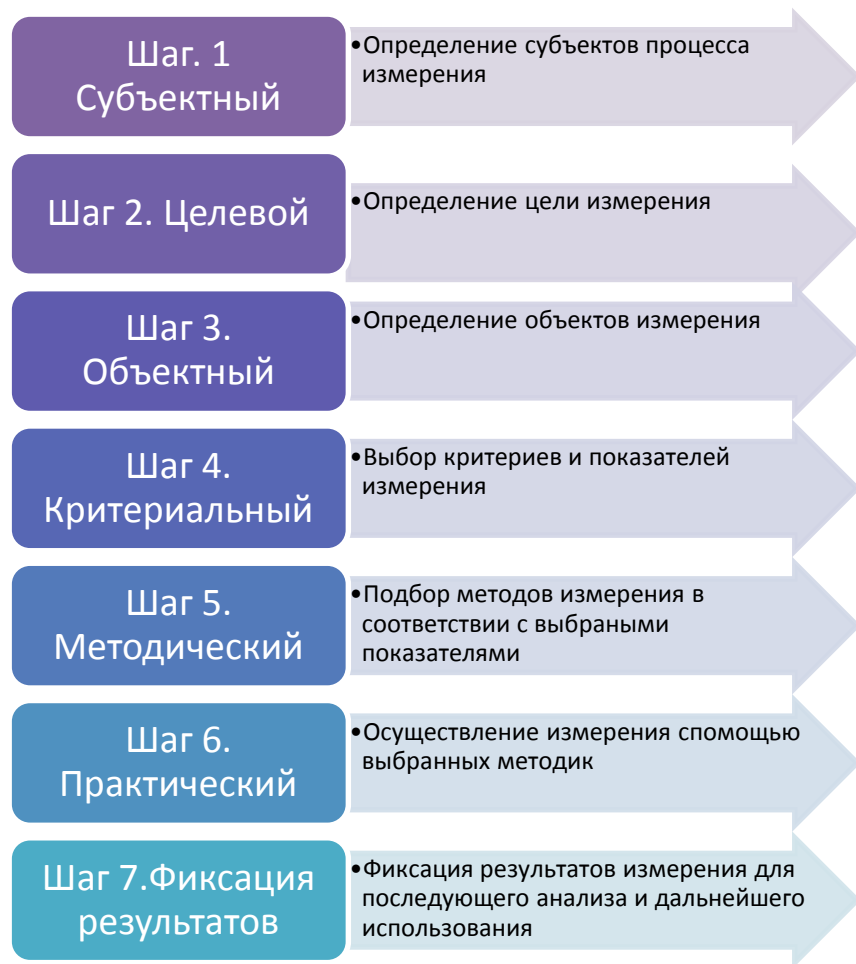 Шаг. 1
Субъектный
•Определение субъектов процесса
измерения
Шаг 2. Целевой
•Определение цели измерения
Шаг 3.
Объектный
•Определение объектов измерения
Шаг 4.
Критериальный
•Выбор критериев и показателей
измерения
Шаг 5.
Методический
•Подбор методов измерения в
соответствии с выбраными
показателями
Шаг 6.
Практический
•Осуществление измерения спомощью
выбранных методик
Шаг 7.Фиксация
результатов
•Фиксация результатов измерения для
последующего анализа и дальнейшего
использования